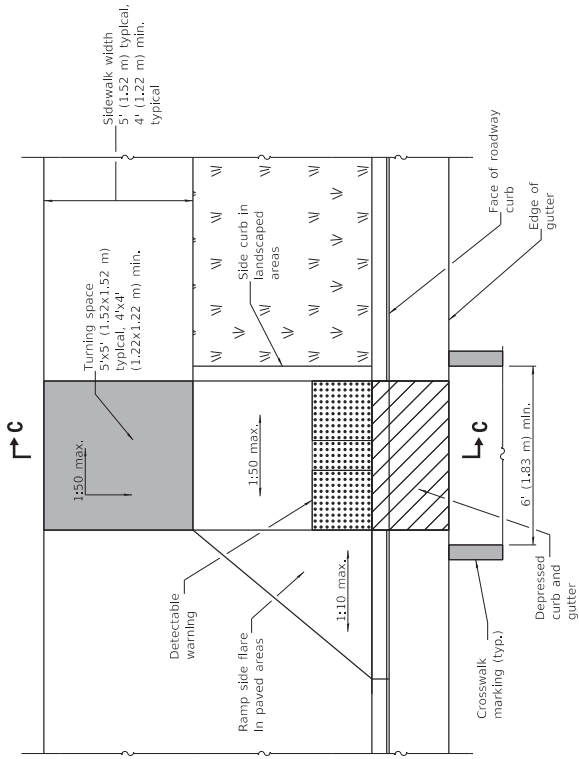 Sidewalk width
5' (1.52 m) typical,
4' (1.22 m) min.
typical
Turning space
5'x5' (1.52x1.52 m)
typical, 4'x4'
(1.22x1.22 m) min.
Side curb in
landscaped
areas
Face of roadway
curb
Edge of
gutter
C
1:50 max.
1:50 max.
C
6' (1.83 m) min.
1:10 max.
Detectable
warning
Ramp side flare
In paved areas
Depressed
curb and
gutter
Crosswalk
marking (typ.)